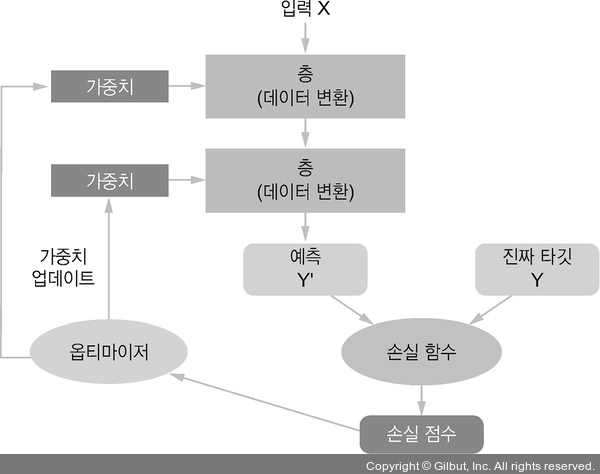 입력 X
가중치
층
(데이터 변환)
가중치
층
(데이터 변환)
가중치
업데이트
예측
Y'
진짜 타깃
Y
옵티마이저
손실 함수
손실 점수
Copyright © Gilbut, Inc. All rights reserved.